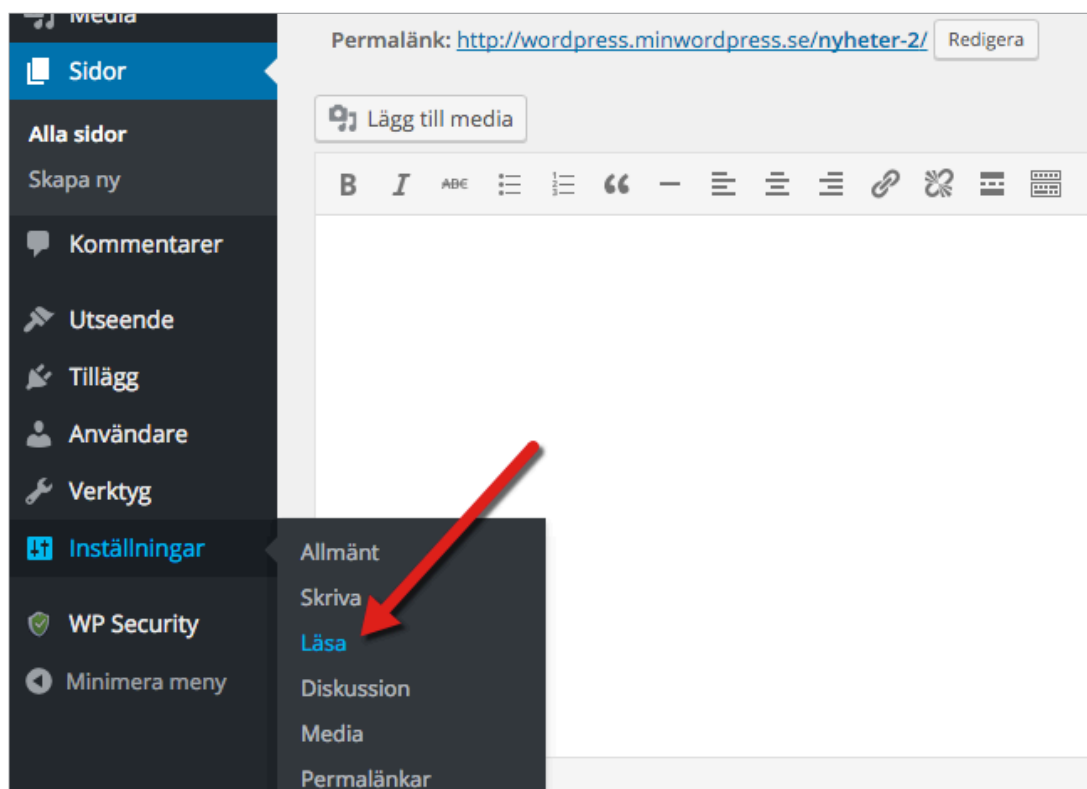 Media
Sidor
Alla sidor
Skapa ny
Kommentarer
Utseende
Tillägg
Användare
Verktyg
Inställningar
WP Security
Minimera meny
Permalänk: http://wordpress.minwordpress.se/nyheter-2/ Redigera
Lägg till media
B I ABE
Allmänt
Skriva
Läsa
Diskussion
Media
Permalänkar